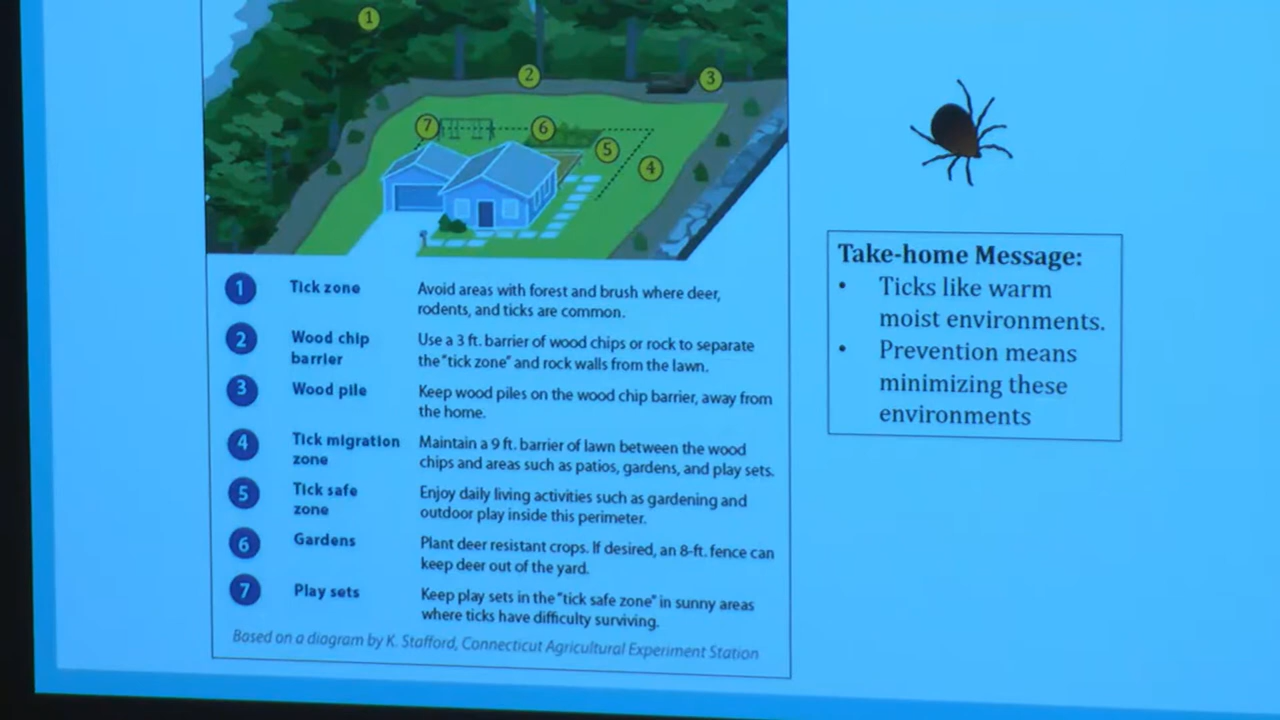 1
2
3
7
6
5
4
1 Tick zone Avoid areas with forest and brush where deer,
rodents, and ticks are common.
2 Wood chip barrier Use a 3 ft. barrier of wood chips or rock to separate
the "tick zone" and rock walls from the lawn.
3 Wood pile Keep wood piles on the wood chip barrier, away from
the home.
4 Tick migration zone Maintain a 9 ft. barrier of lawn between the wood
chips and areas such as patios, gardens, and play sets.
5 Tick safe zone Enjoy daily living activities such as gardening and
outdoor play inside this perimeter.
6 Gardens Plant deer resistant crops. If desired, an 8-ft. fence can
keep deer out of the yard.
7 Play sets Keep play sets in the "tick safe zone" in sunny areas
where ticks have difficulty surviving.
Based on a diagram by K. Stafford, Connecticut Agricultural Experiment Station
Take-home Message:
• Ticks like warm
moist environments.
• Prevention means
minimizing these
environments